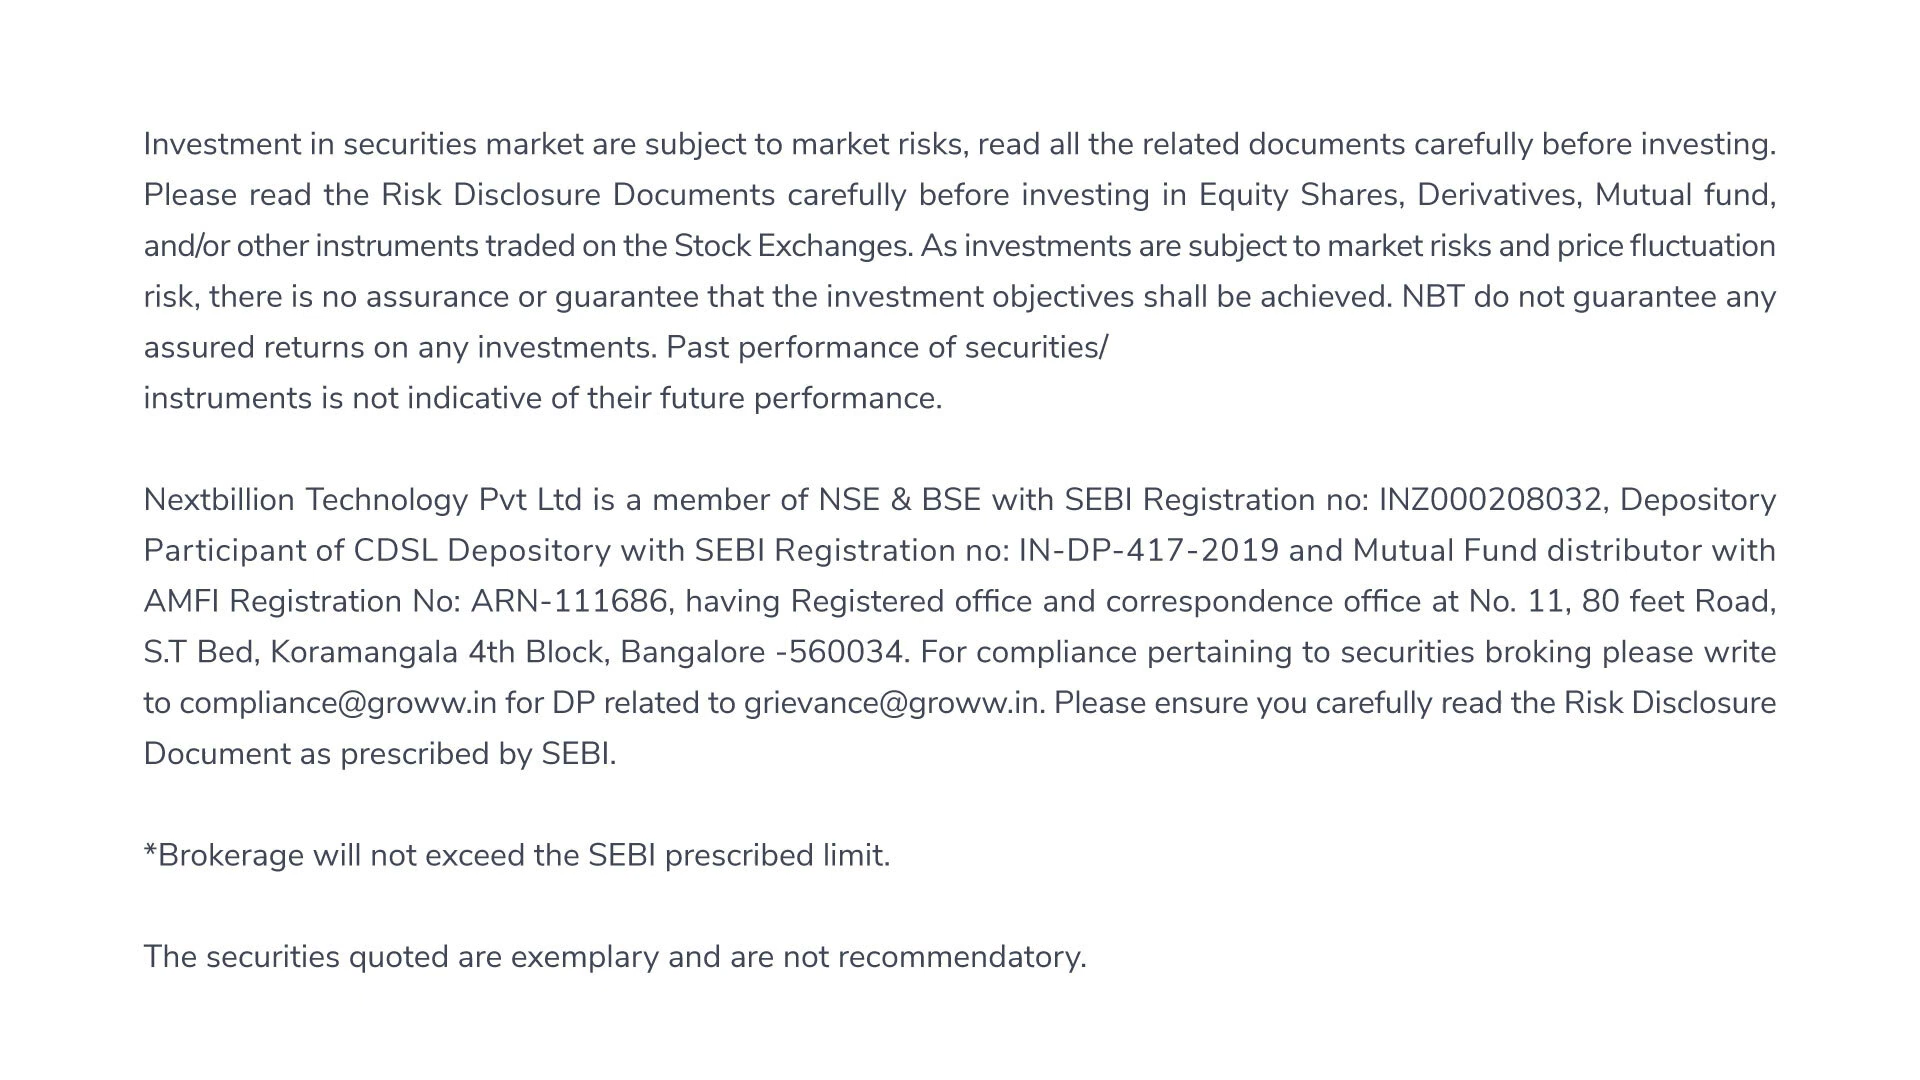 Investment in securities market are subject to market risks, read all the related documents carefully before investing.
Please read the Risk Disclosure Documents carefully before investing in Equity Shares, Derivatives, Mutual fund,
and/or other instruments traded on the Stock Exchanges. As investments are subject to market risks and price fluctuation
risk, there is no assurance or guarantee that the investment objectives shall be achieved. NBT do not guarantee any
assured returns on any investments. Past performance of securities/
instruments is not indicative of their future performance.
Nextbillion Technology Pvt Ltd is a member of NSE & BSE with SEBI Registration no: INZ000208032, Depository
Participant of CDSL Depository with SEBI Registration no: IN-DP-417-2019 and Mutual Fund distributor with
AMFI Registration No: ARN-111686, having Registered office and correspondence office at No. 11, 80 feet Road,
S.T Bed, Koramangala 4th Block, Bangalore -560034. For compliance pertaining to securities broking please write
to compliance@groww.in for DP related to grievance@groww.in. Please ensure you carefully read the Risk Disclosure
Document as prescribed by SEBI.
*Brokerage will not exceed the SEBI prescribed limit.
The securities quoted are exemplary and are not recommendatory.